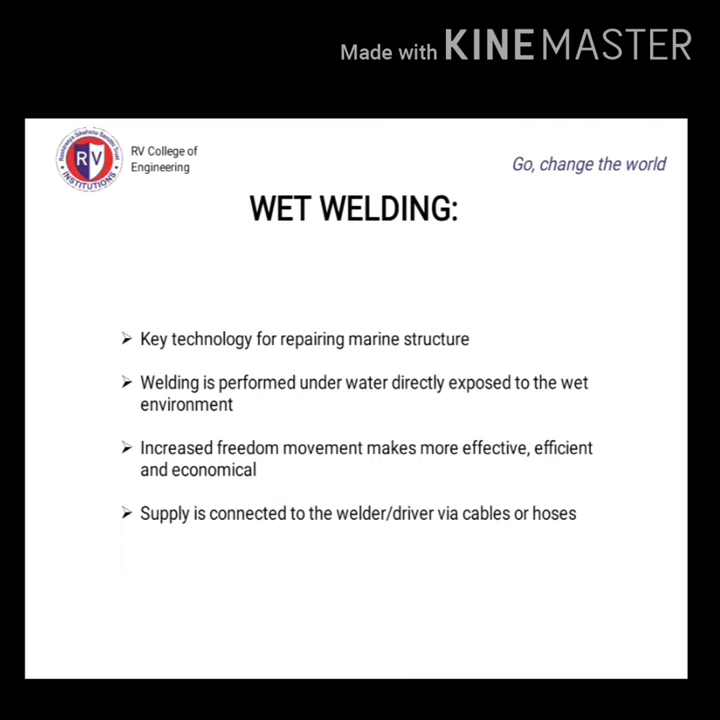 Made with KINEMASTER
RV College of
Engineering
Go, change the world
RV
INSTITUTIONS
WET WELDING:
➢ Key technology for repairing marine structure
➢ Welding is performed under water directly exposed to the wet
environment
➢ Increased freedom movement makes more effective, efficient
and economical
➢ Supply is connected to the welder/driver via cables or hoses